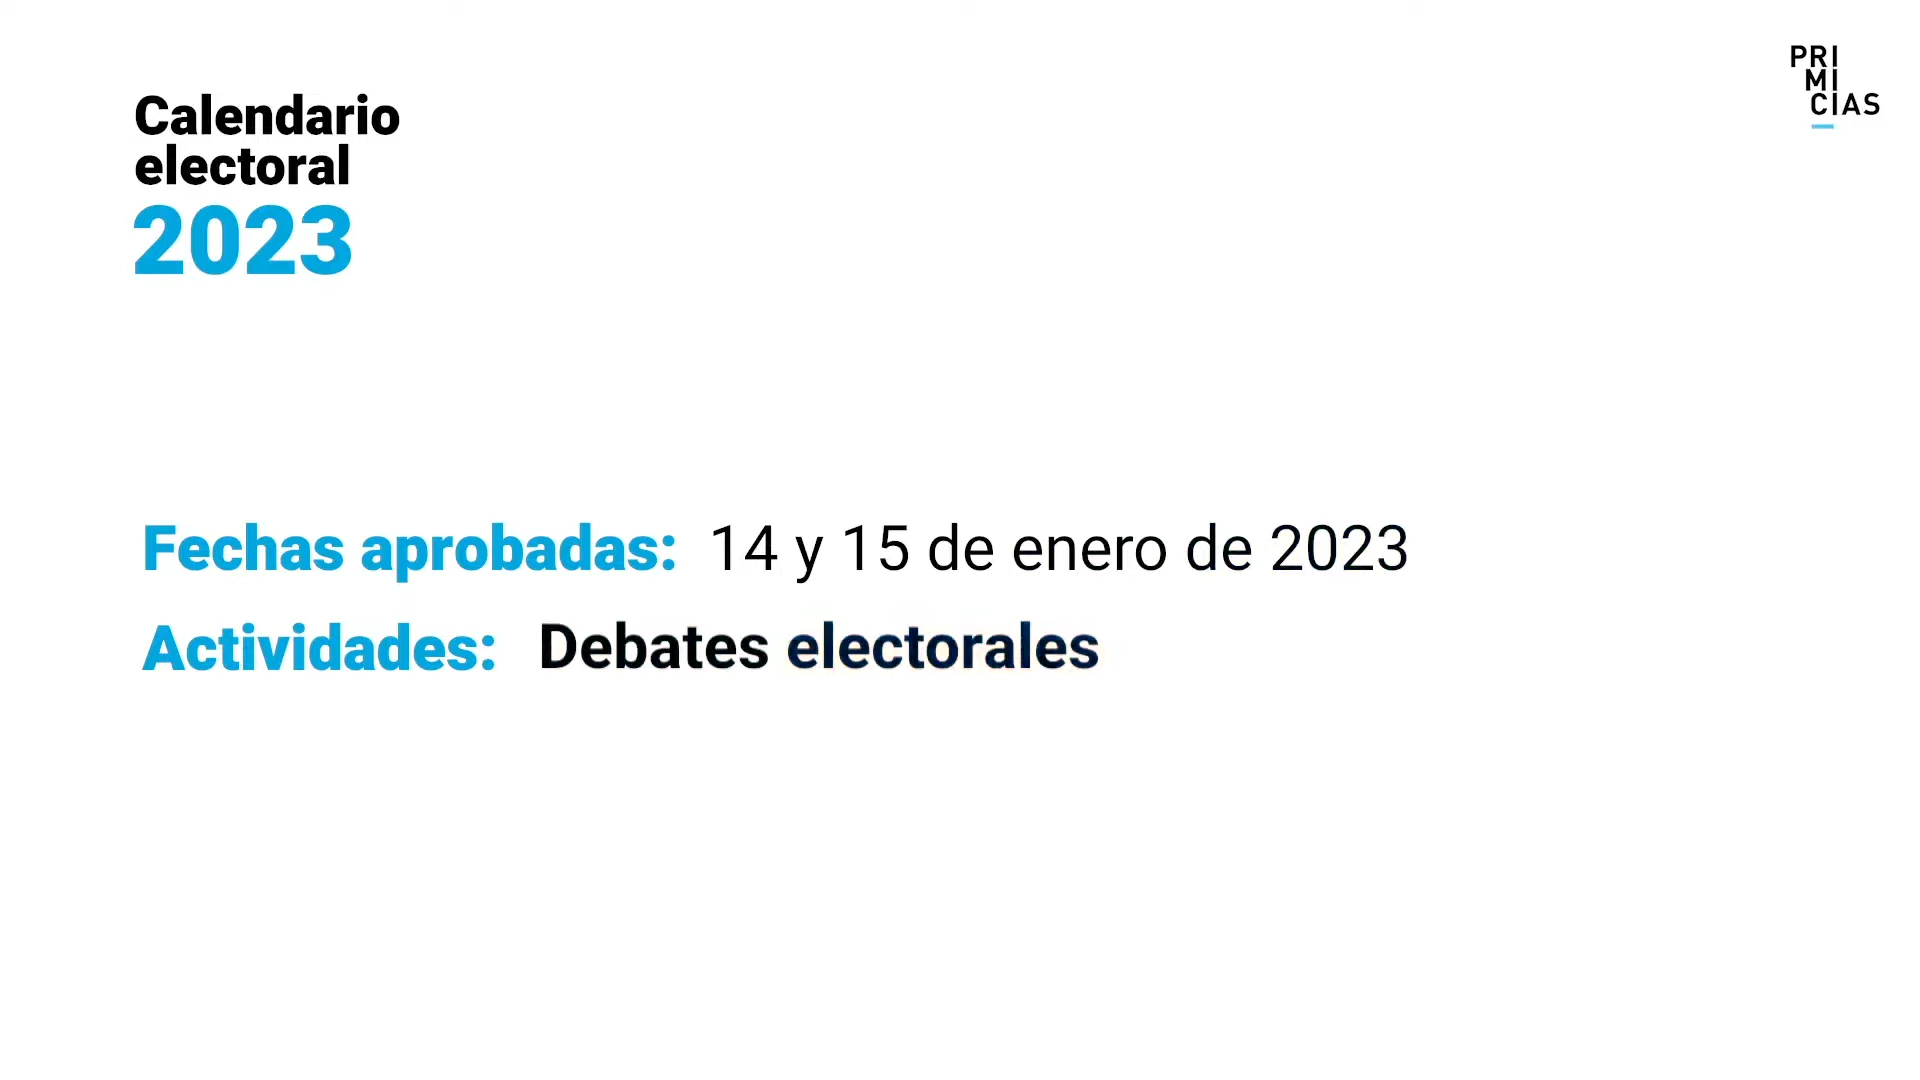 Calendario
electoral
2023
PRI
MI
CIAS
Fechas aprobadas: 14 y 15 de enero de 2023
Actividades: Debates electorales